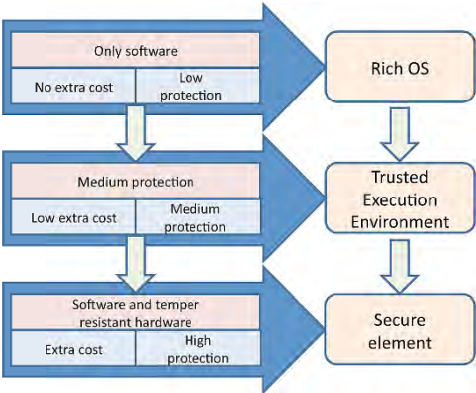 Only software
No extra cost
Low
protection
Rich OS
Medium protection
Low extra cost
Medium
protection
Trusted
Execution
Environment
Software and temper
resistant hardware
Extra cost
High
protection
Secure
element